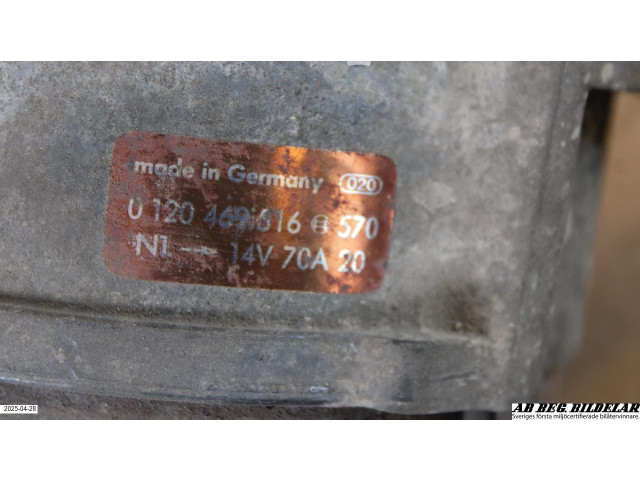 made in Germany 020
0 120 469 816 570
N1 → 14V 70A 20
2025-04-28
AB BEG. BILDELAR
Sveriges första miljöcertifierade bilåtervinnare.